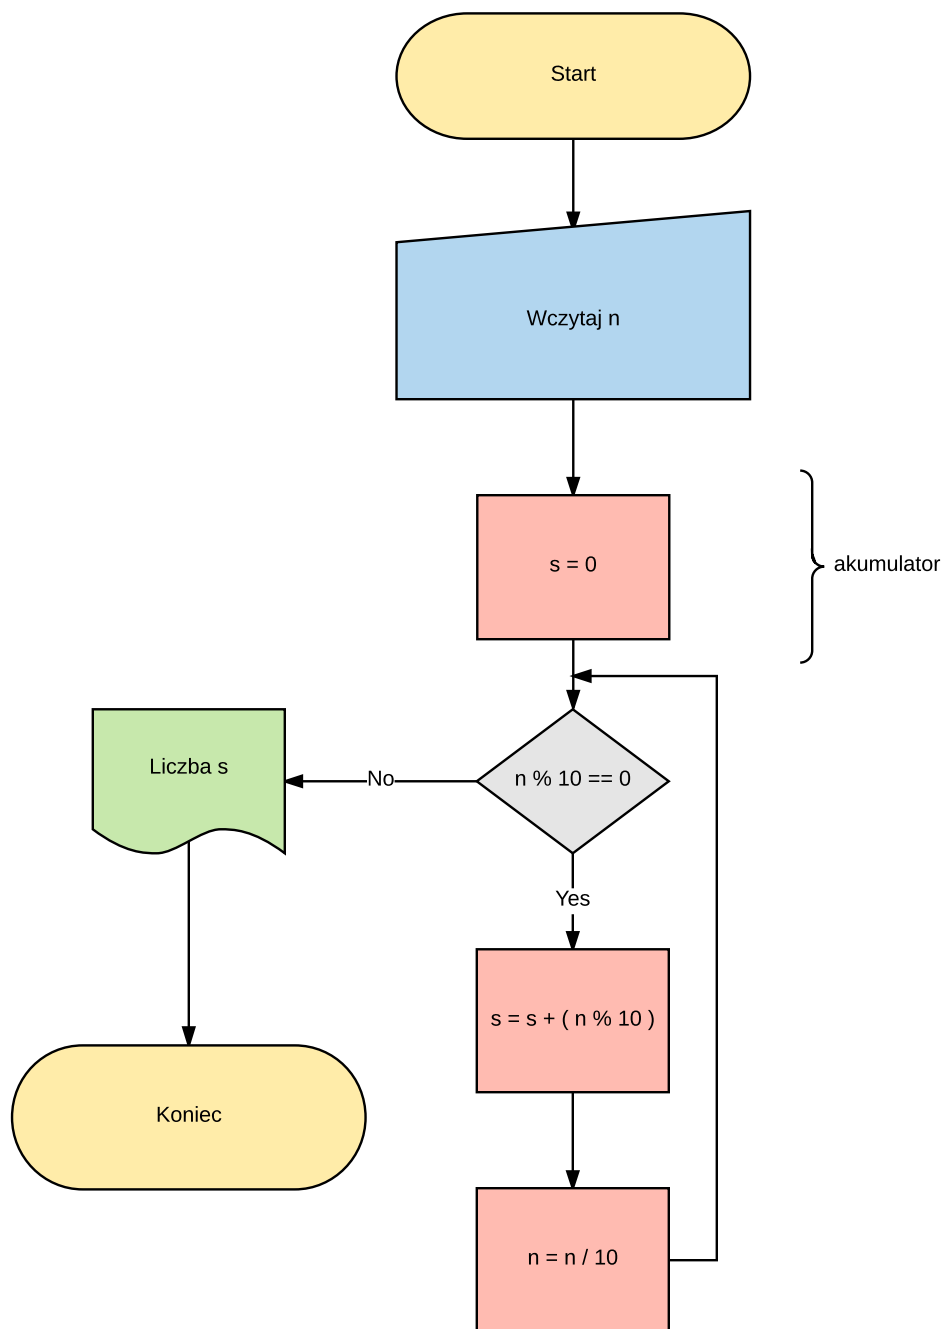 Start
Wczytaj n
s = 0
akumulator
n % 10 == 0
No
Liczba s
Yes
s = s + ( n % 10 )
Koniec
n = n / 10